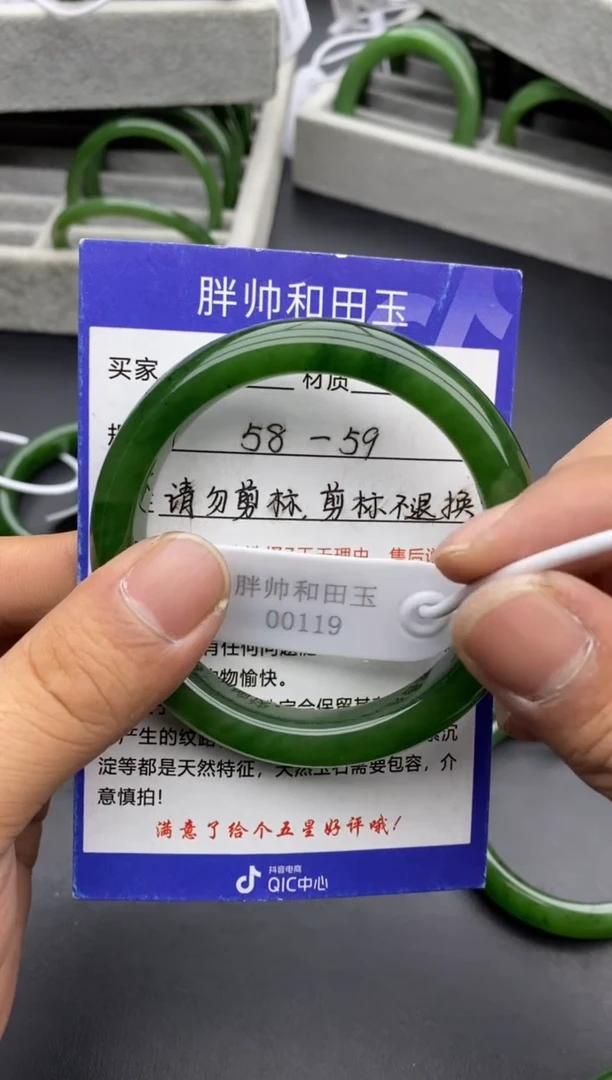 胖帅和田玉
买家 材质
58-59
请勿剪标,剪标不退换
胖帅和田玉
00119
有任何问题
物愉快。
产生的纹
沉
淀等都是天然特征,天然玉石需要包容,介
意慎拍!
满意了给个五星好评哦!
抖音电商
QIC中心